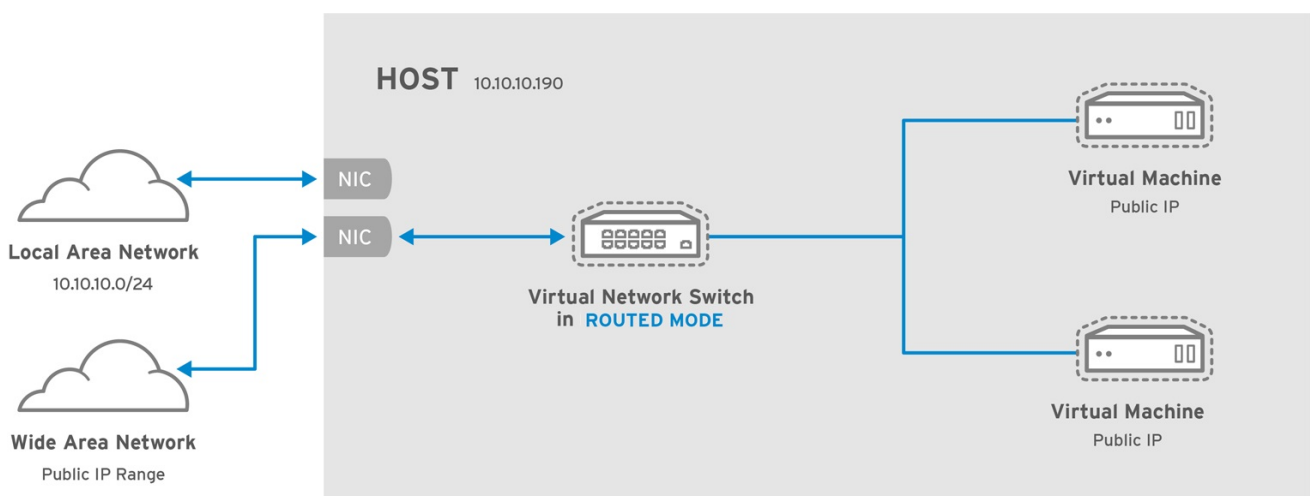 HOST 10.10.10.190
NIC
NIC
Local Area Network
10.10.10.0/24
Wide Area Network
Public IP Range
Virtual Network Switch
in ROUTED MODE
Virtual Machine
Public IP
Virtual Machine
Public IP